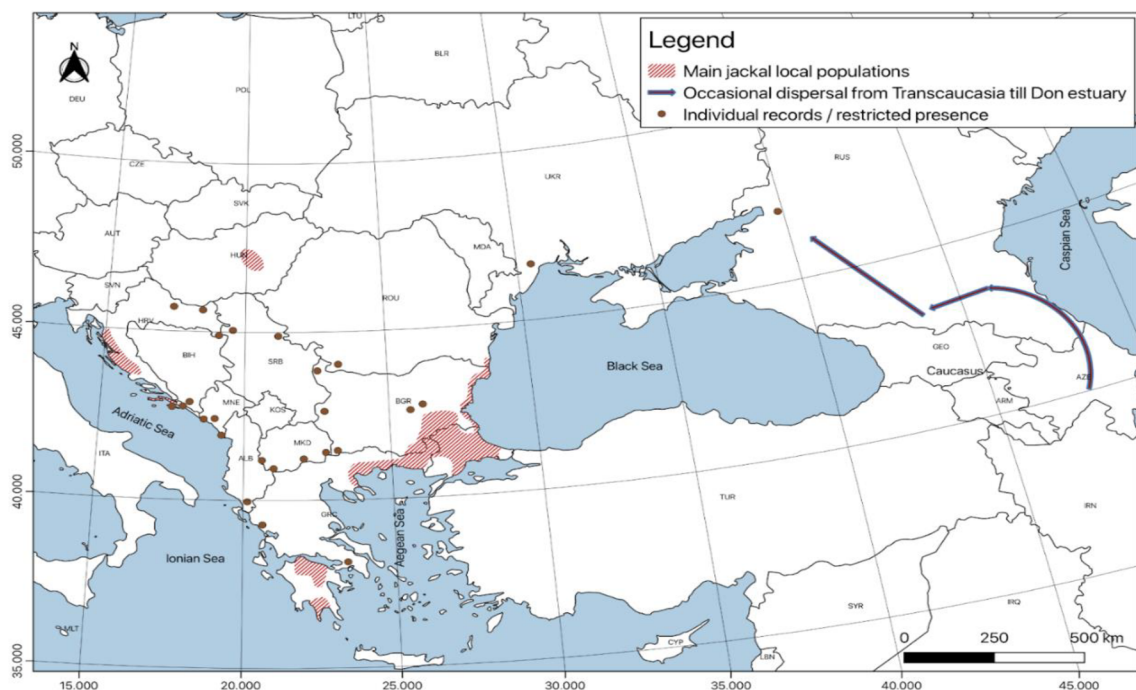 N
Legend
Main jackal local populations
Occasional dispersal from Transcaucasia till Don estuary
Individual records / restricted presence
LTU
BLR
DEU
POL
RUS
50.000
CZE
UKR
SVK
AUT
MDA
HUN
Caspian Sea
SVN
ROU
HRV
45.000
BIH
SRB
GEO
Black Sea
Caucasus
AZE
MNE
BGR
ARM
KOS
Adriatic Sea
MKD
ITA
ALB
40.000
TUR
IRN
GRC
Aegean Sea
Ionian Sea
SYR
IRQ
MLT
CYP
0 250 500 km
LBN
35.000
15.000 20.000 25.000 30.000 35.000 40.000 45.000